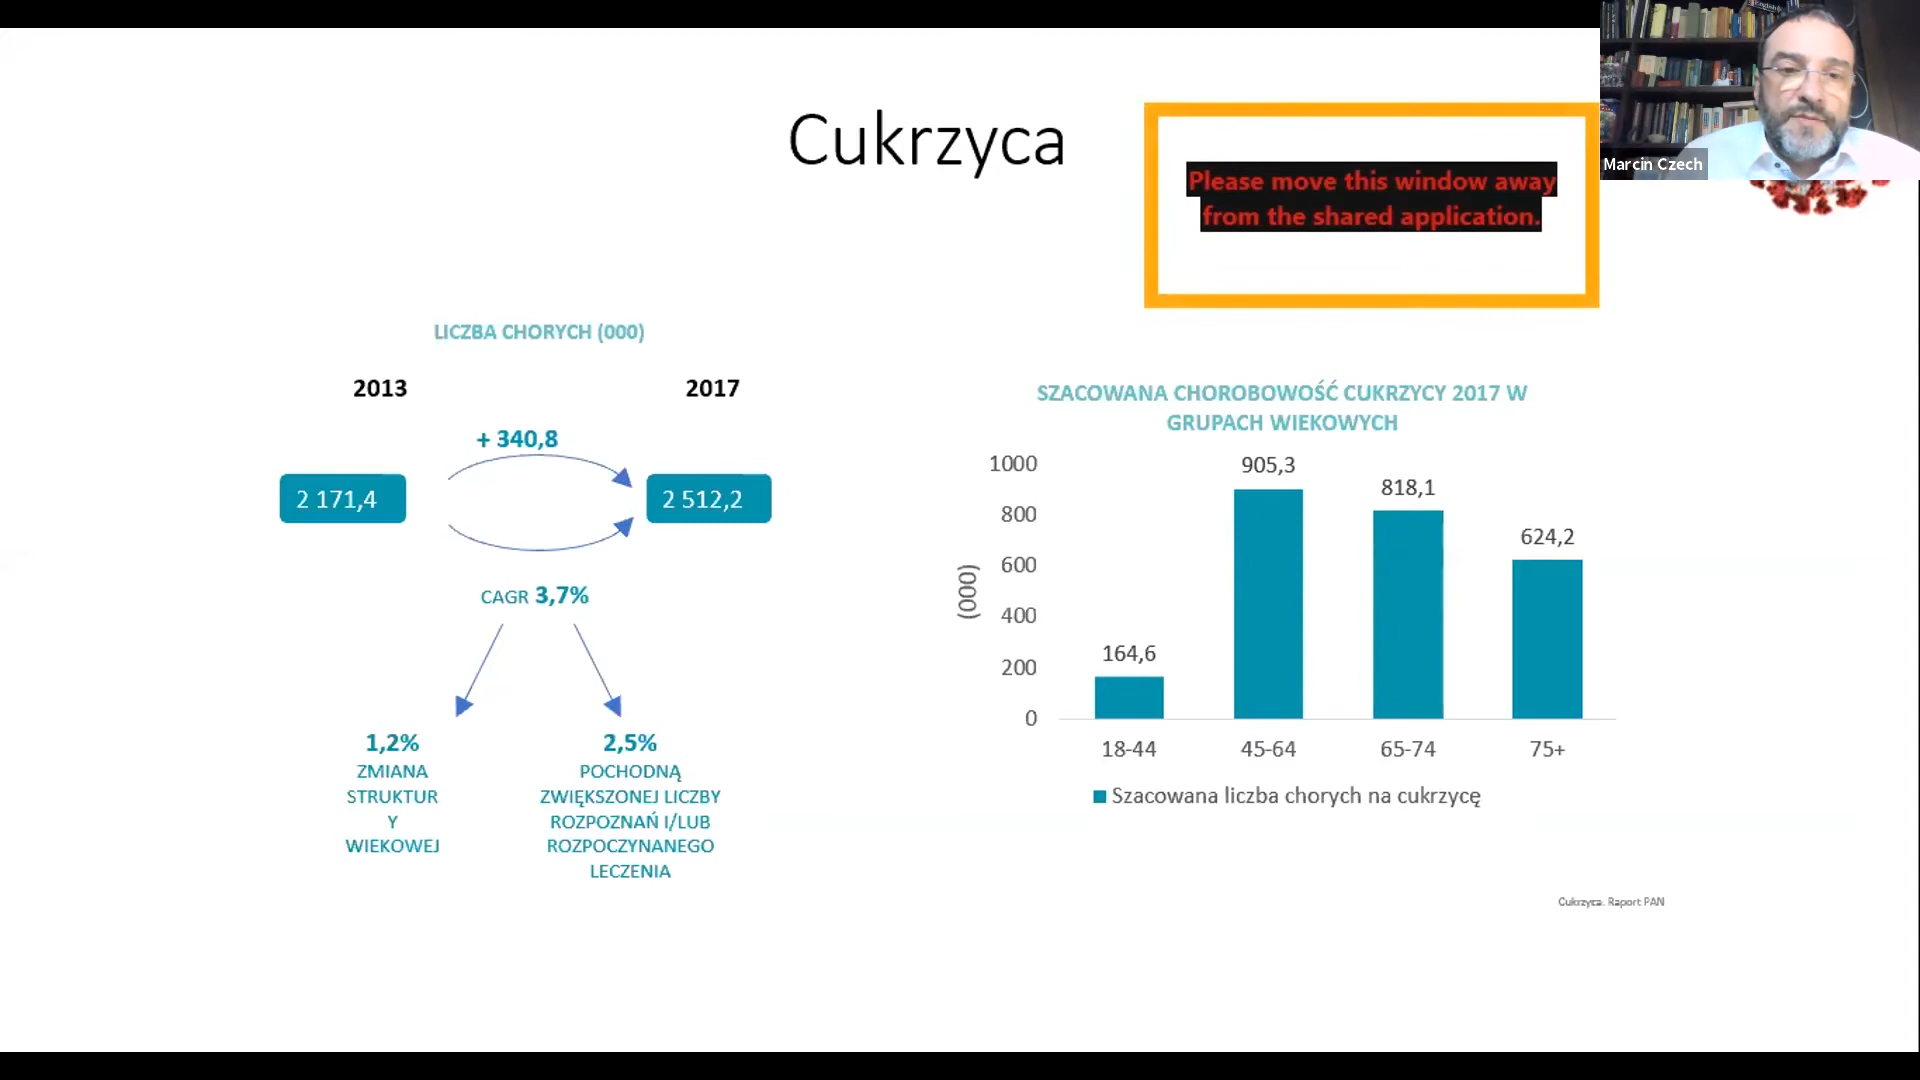 Cukrzyca
Please move this window away
from the shared application.
Marcin Czech
LICZBA CHORYCH (000)
2013
2017
+ 340,8
2 171,4
2 512,2
CAGR 3,7%
1,2%
ZMIANA
STRUKTUR
Y
WIEKOWEJ
2,5%
POCHODNĄ
ZWIĘKSZONEJ LICZBY
ROZPOZNAŃ I/LUB
ROZPOCZYNANEGO
LECZENIA
SZACOWANA CHOROBOWOŚĆ CUKRZYCY 2017 W
GRUPACH WIEKOWYCH
(000)
1000
800
600
400
200
0
164,6
905,3
818,1
624,2
18-44
45-64
65-74
75+
Szacowana liczba chorych na cukrzycę
Cukrzyca. Raport PAN